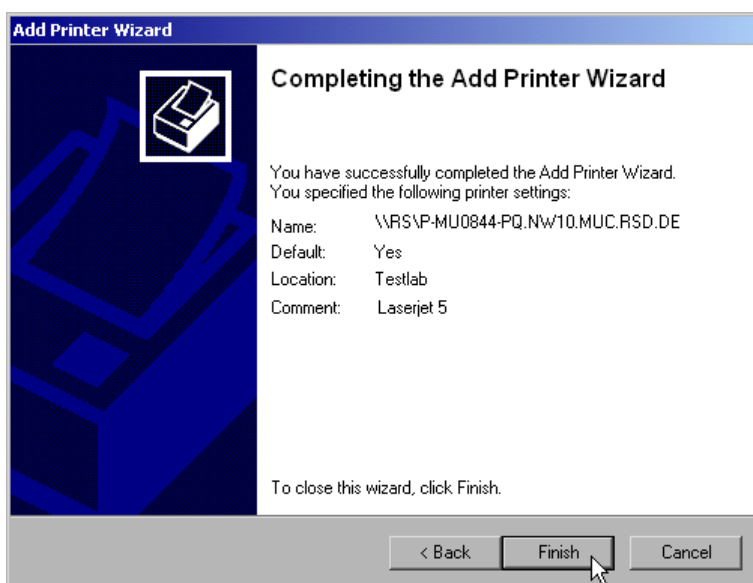 Add Printer Wizard
Completing the Add Printer Wizard
You have successfully completed the Add Printer Wizard.
You specified the following printer settings:
Name: \\RS\P-MU0844-PQ.NW10.MUC.RSD.DE
Default: Yes
Location: Testlab
Comment: Laserjet 5
To close this wizard, click Finish.
< Back Finish Cancel